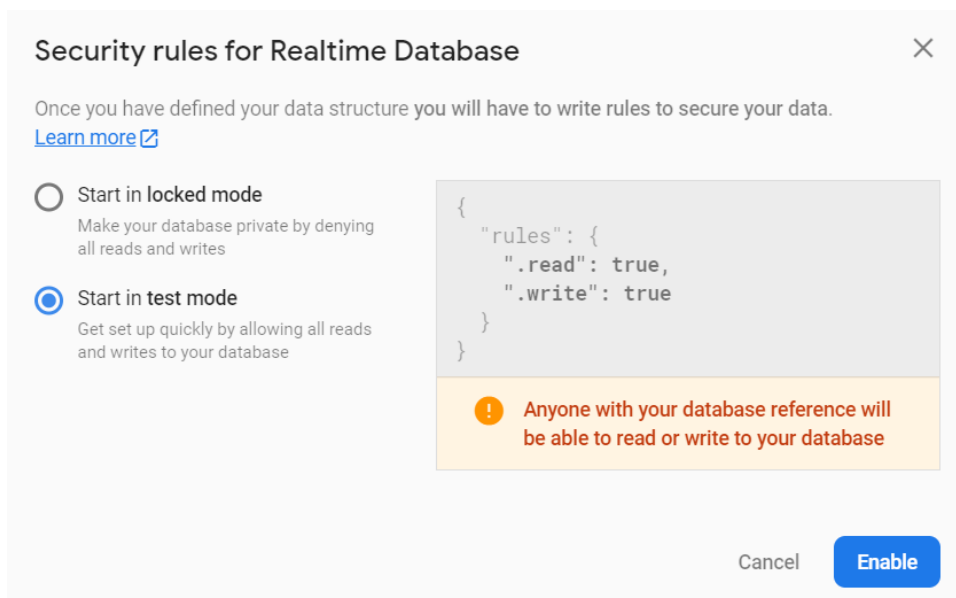 Security rules for Realtime Database
Once you have defined your data structure you will have to write rules to secure your data.
Learn more
Start in locked mode
Make your database private by denying
all reads and writes
Start in test mode
Get set up quickly by allowing all reads
and writes to your database
{
"rules": {
".read": true,
".write": true
}
}
Anyone with your database reference will
be able to read or write to your database
Cancel
Enable